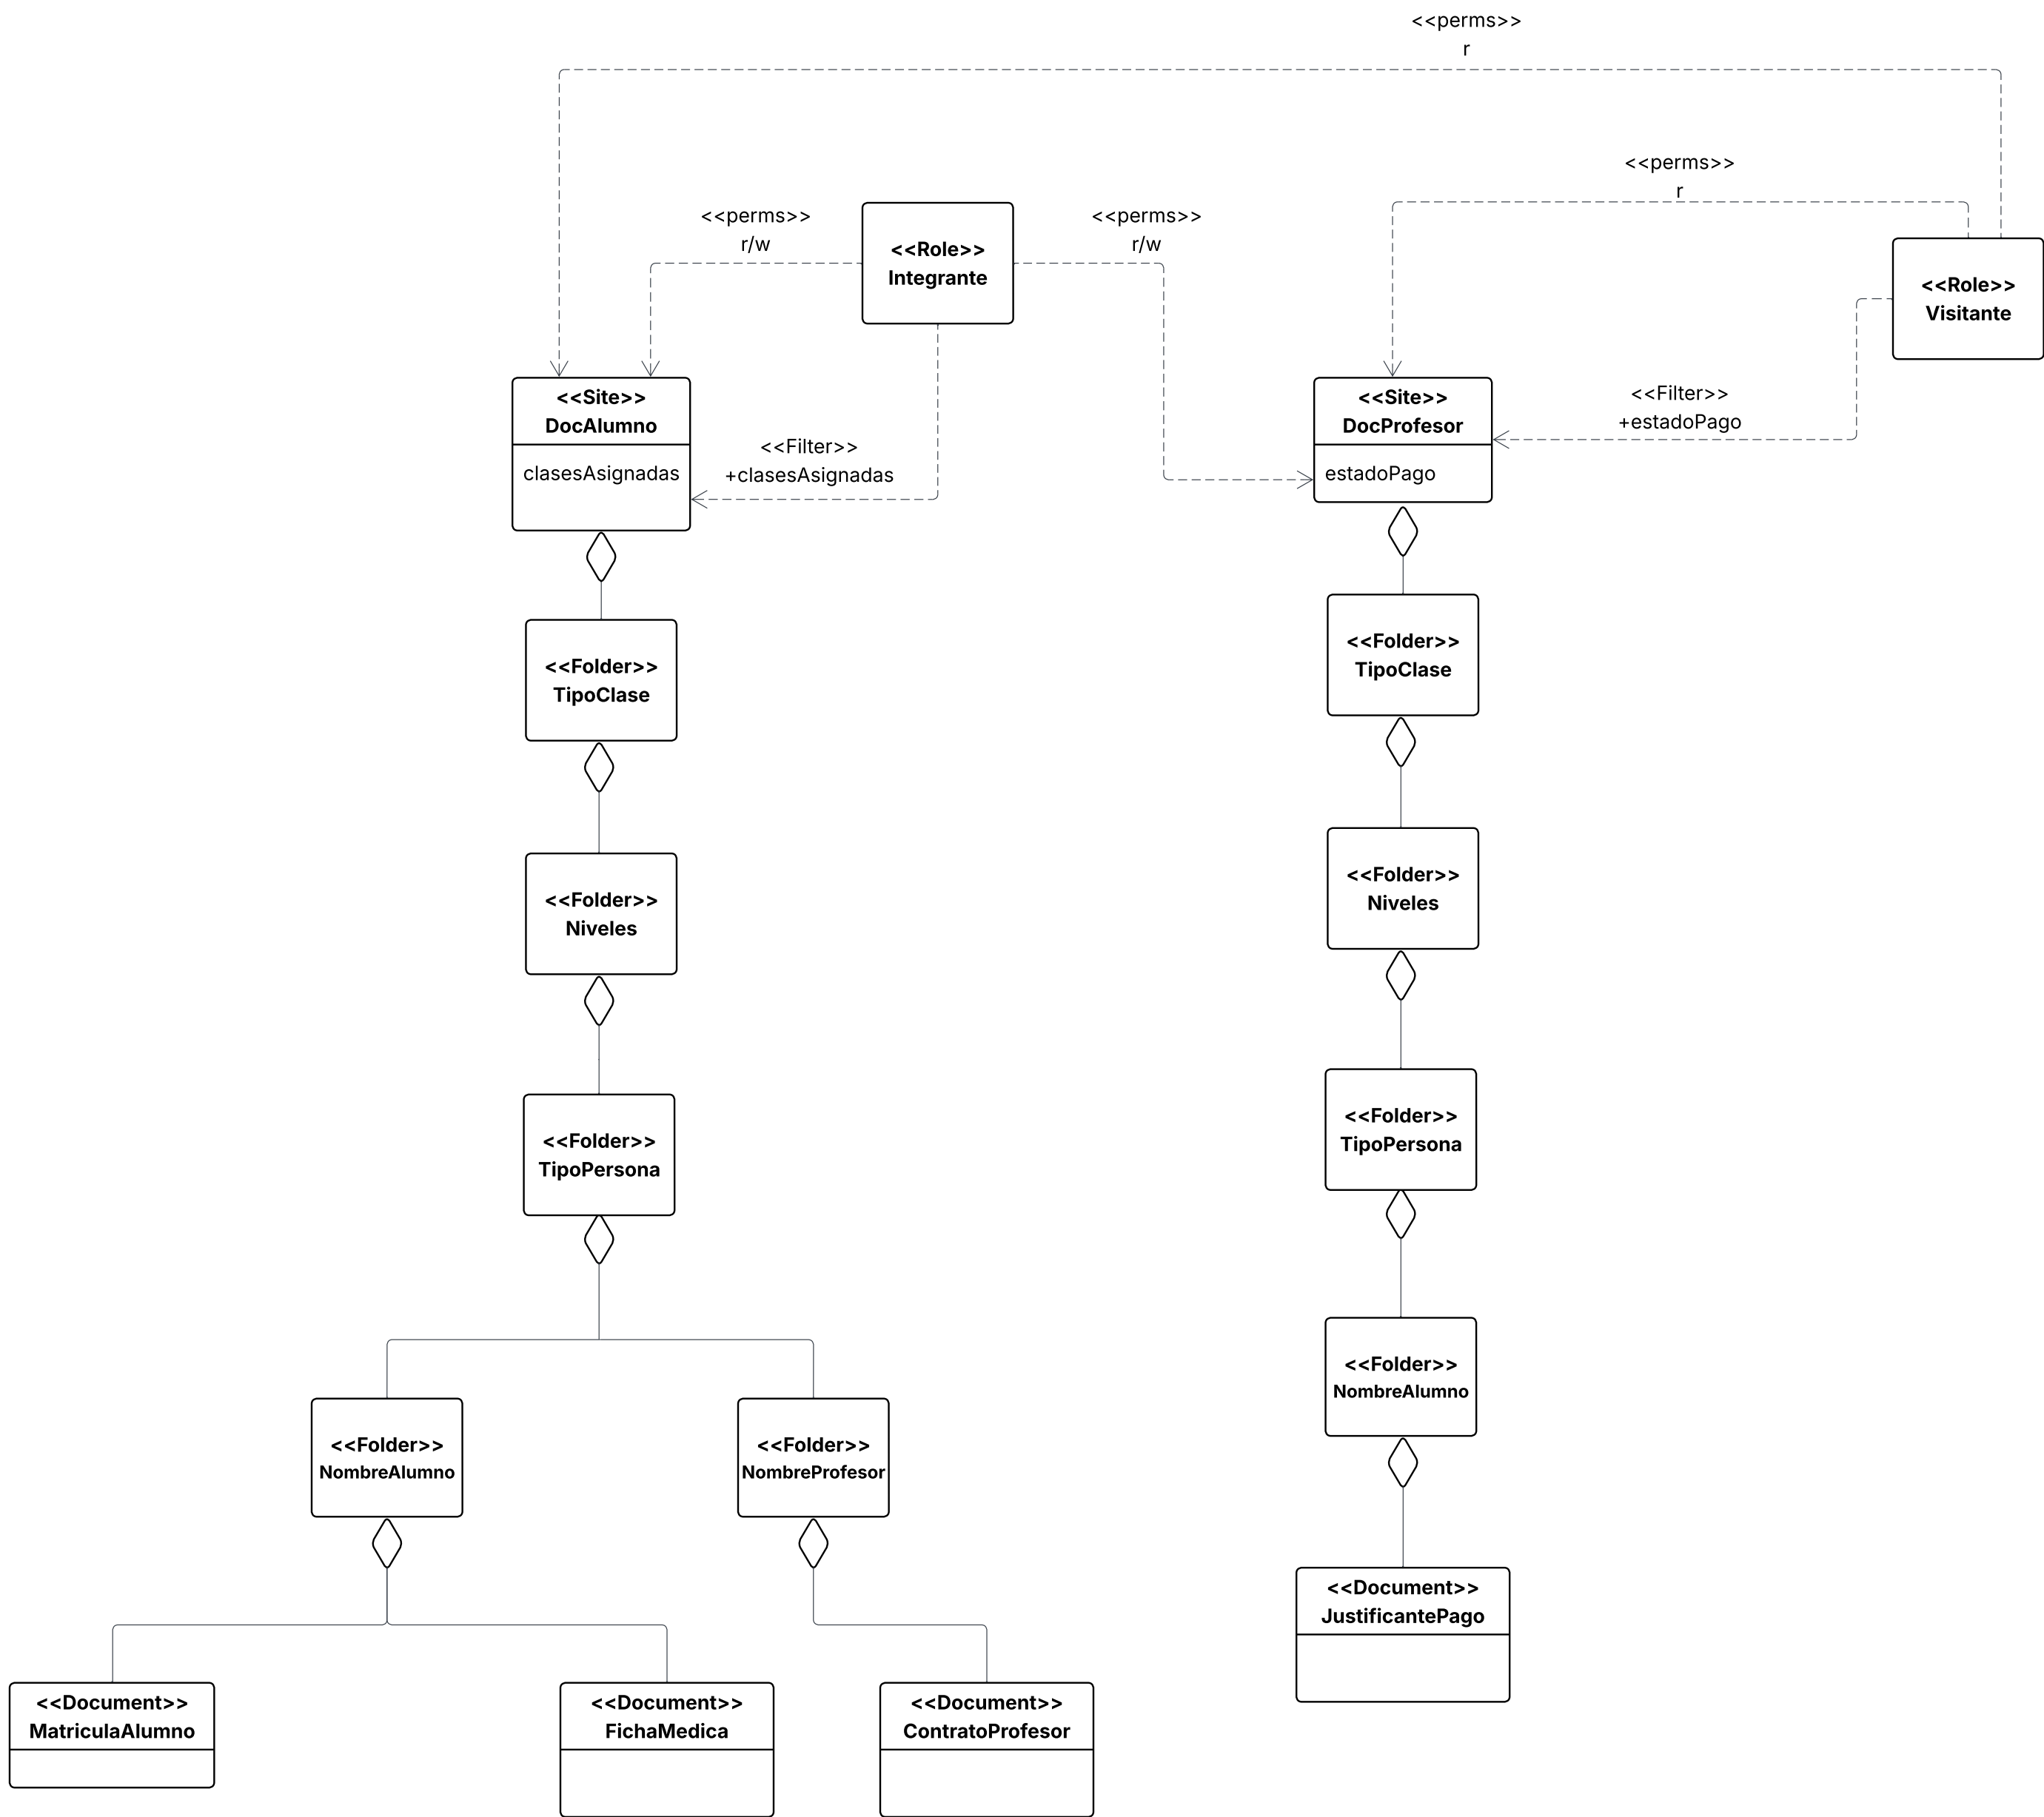 <<perms>>
r
<<perms>>
r
<<perms>>
r/w
<<perms>>
r/w
<<Role>>
Integrante
<<Role>>
Visitante
<<Site>>
DocAlumno
clasesAsignadas
<<Filter>>
+clasesAsignadas
<<Site>>
DocProfesor
estadoPago
<<Filter>>
+estadoPago
<<Folder>>
TipoClase
<<Folder>>
TipoClase
<<Folder>>
Niveles
<<Folder>>
Niveles
<<Folder>>
TipoPersona
<<Folder>>
TipoPersona
<<Folder>>
NombreAlumno
<<Folder>>
NombreProfesor
<<Folder>>
NombreAlumno
<<Document>>
MatriculaAlumno
<<Document>>
FichaMedica
<<Document>>
ContratoProfesor
<<Document>>
JustificantePago